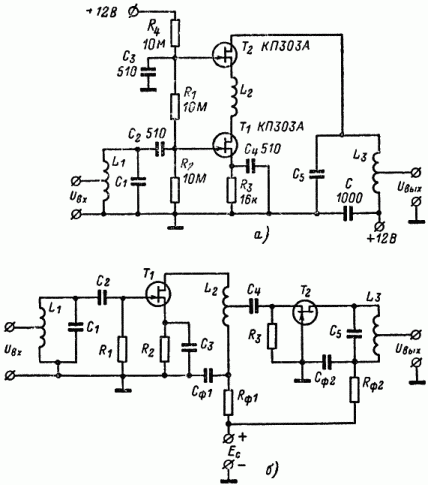 +12В
R4
10М
C3
510
T2 КП303А
R1
10М
L2
T1 КП303А
C2 510
C4 510
L1
C1
R2
10М
R3
16к
C5
L3
C
1000
Uвх
Uвых
+12В
а)
T1
C2
L2
C4
T2
L3
L1
C1
R1
R2
C3
R3
C5
Uвх
Cф1
Cф2
Uвых
Rф1
Rф2
+
Eс
−
б)